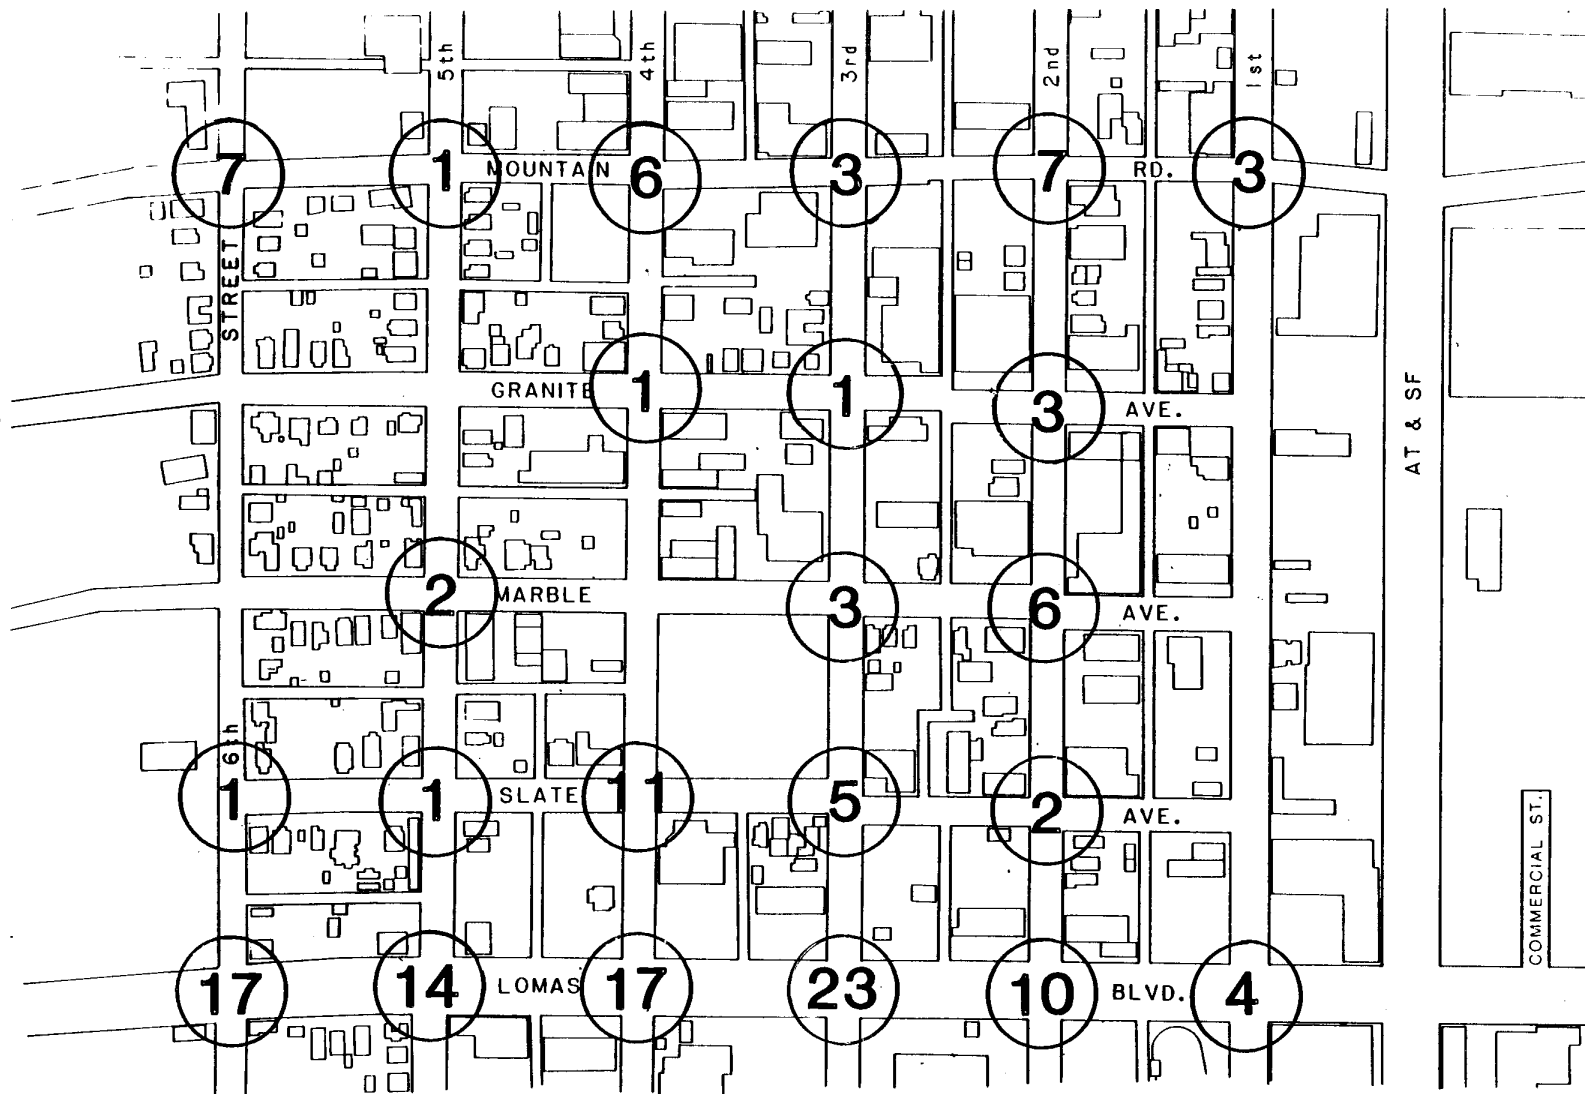 5th
4th
3rd
2nd
1st
7
1
6
3
7
3
MOUNTAIN
RD.
STREET
1
1
3
GRANITE
AVE.
AT & SF
2
3
6
MARBLE
AVE.
6th
1
1
11
5
2
SLATE
AVE.
COMMERCIAL ST.
17
14
17
23
10
4
LOMAS
BLVD.